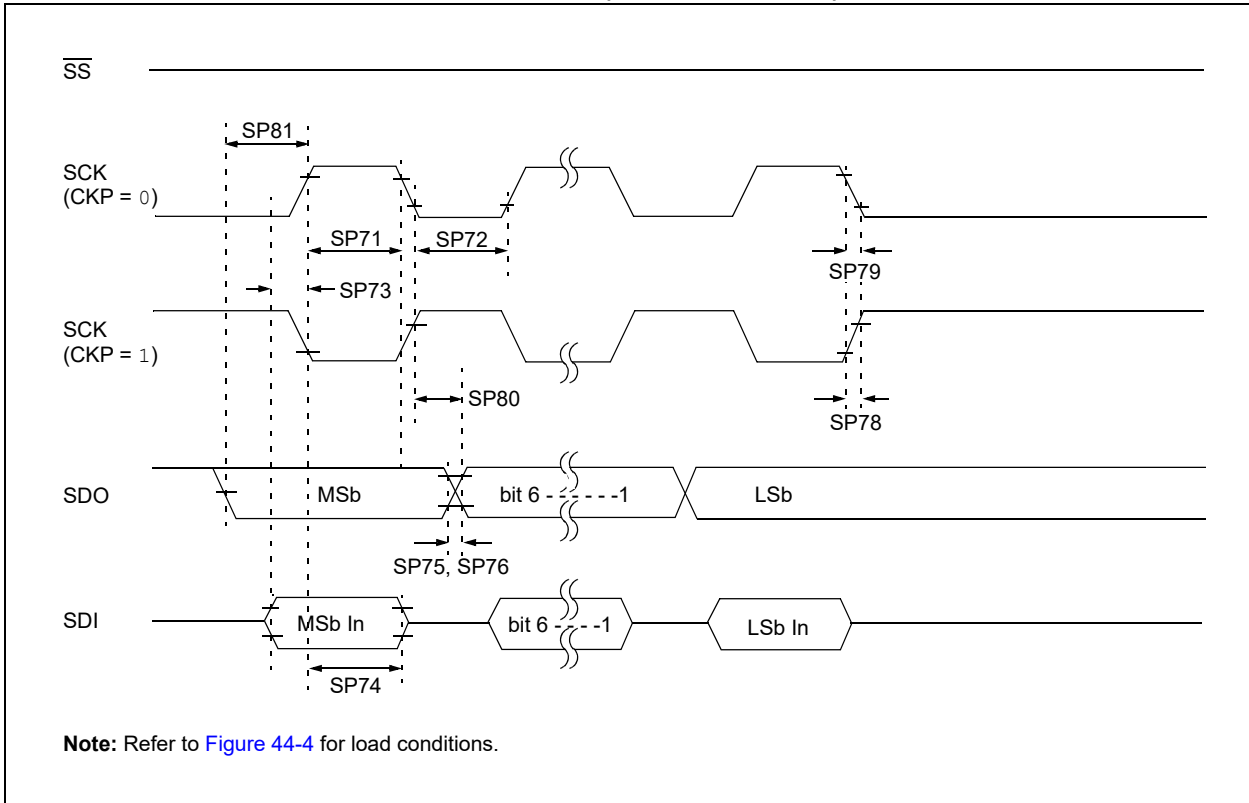 SS
SP81
SCK
(CKP = 0)
SP71
SP72
SP79
SP73
SCK
(CKP = 1)
SP80
SP78
SDO
MSb
bit 6 - - - - - -1
LSb
SP75, SP76
SDI
MSb In
bit 6 - - - -1
LSb In
SP74
Note: Refer to Figure 44-4 for load conditions.